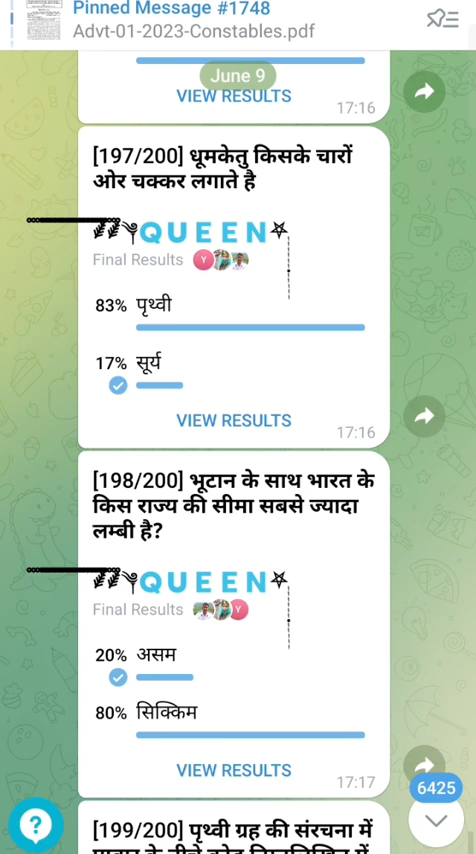 Pinned Message #1748
Advt-01-2023-Constables.pdf
June 9
VIEW RESULTS
17:16
[197/200] धूमकेतु किसके चारों
ओर चक्कर लगाते है
QUEEN
Final Results
Y
83% पृथ्वी
17% सूर्य
VIEW RESULTS
17:16
[198/200] भूटान के साथ भारत के
किस राज्य की सीमा सबसे ज्यादा
लम्बी है?
QUEEN
Final Results
Y
20% असम
80% सिक्किम
VIEW RESULTS
17:17
6425
[199/200] पृथ्वी ग्रह की संरचना में